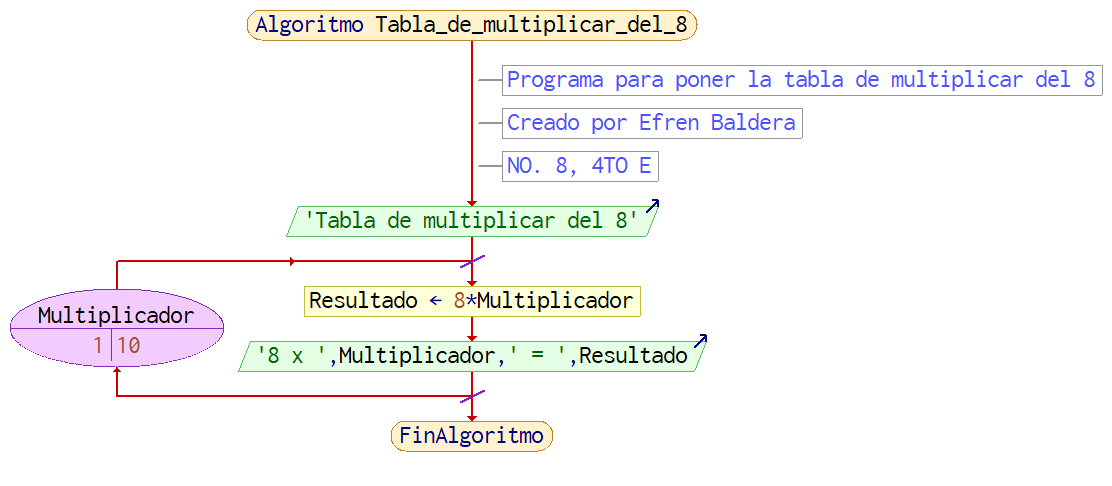 Algoritmo Tabla_de_multiplicar_del_8
Programa para poner la tabla de multiplicar del 8
Creado por Efren Baldera
NO. 8, 4TO E
'Tabla de multiplicar del 8'
Resultado ← 8*Multiplicador
Multiplicador
1 10
'8 x ',Multiplicador,' = ',Resultado
FinAlgoritmo